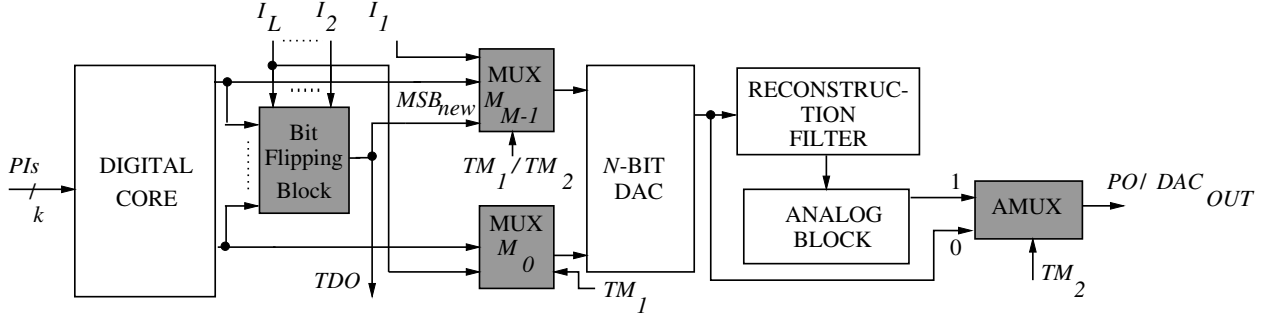 I_L ........ I_2 I_1
PIs
k
DIGITAL
CORE
Bit
Flipping
Block
MSB_new
TDO
MUX
M_M-1
TM_1 / TM_2
MUX
M_0
TM_1
N-BIT
DAC
RECONSTRUC-
TION
FILTER
ANALOG
BLOCK
1
0
AMUX
TM_2
PO/ DAC_OUT